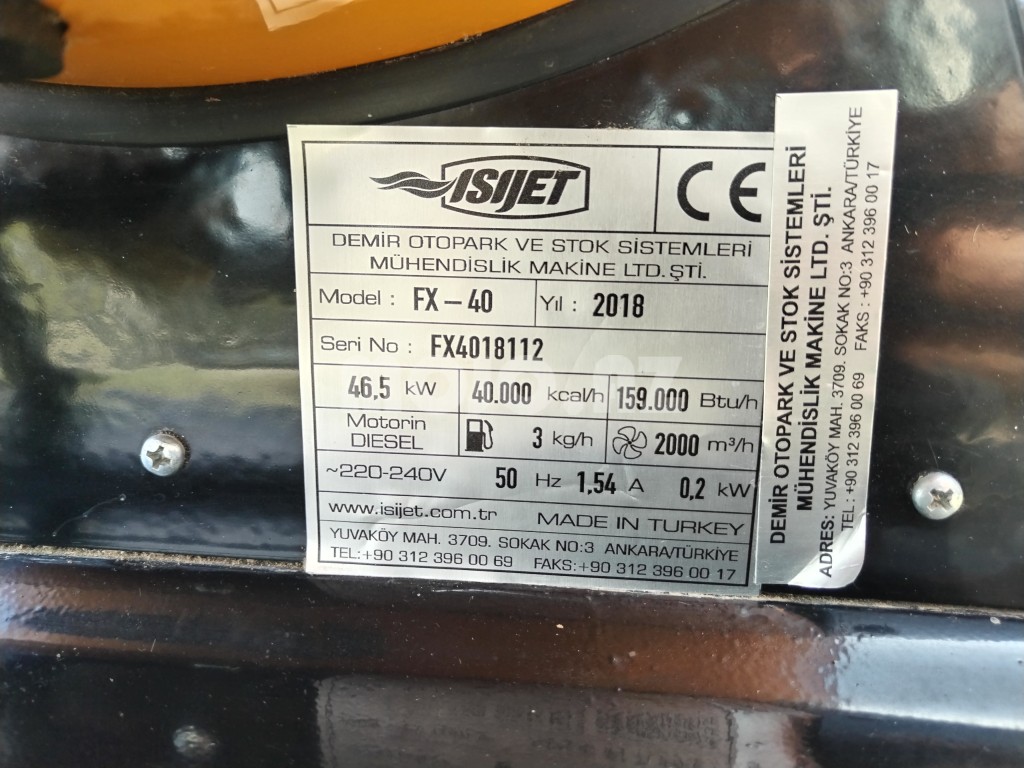 ISIJET
CE
DEMİR OTOPARK VE STOK SİSTEMLERİ
MÜHENDİSLİK MAKİNE LTD.ŞTİ.
Model : FX – 40 Yıl : 2018
Seri No : FX4018112
46,5 kW 40.000 kcal/h 159.000 Btu/h
Motorin
DIESEL 3 kg/h 2000 m³/h
~220-240V 50 Hz 1,54 A 0,2 kW
www.isijet.com.tr MADE IN TURKEY
YUVAKÖY MAH. 3709. SOKAK NO:3 ANKARA/TÜRKİYE
TEL:+90 312 396 00 69 FAKS:+90 312 396 00 17
DEMİR OTOPARK VE STOK SİSTEMLERİ
MÜHENDİSLİK MAKİNE LTD. ŞTİ.
ADRES: YUVAKÖY MAH. 3709. SOKAK NO:3 ANKARA/TÜRKİYE
TEL : +90 312 396 00 69 FAKS : +90 312 396 00 17